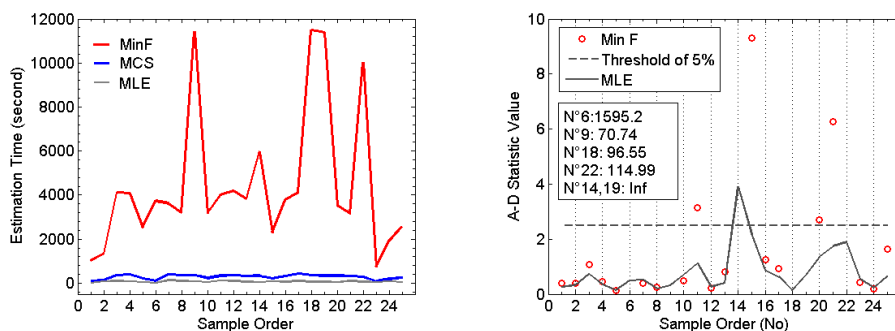 12000
10000
8000
6000
4000
2000
0
Estimation Time (second)
MinF
MCS
MLE
0 2 4 6 8 10 12 14 16 18 20 22 24
Sample Order
10
8
6
4
2
0
A-D Statistic Value
Min F
Threshold of 5%
MLE
N°6:1595.2
N°9: 70.74
N°18: 96.55
N°22: 114.99
N°14,19: Inf
0 2 4 6 8 10 12 14 16 18 20 22 24
Sample Order (No)